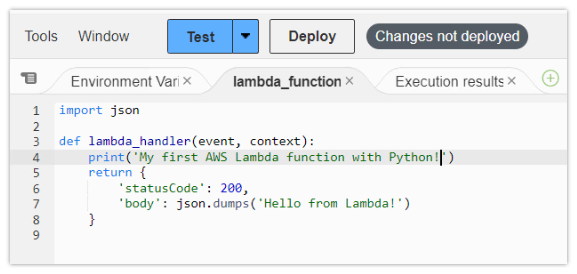 Tools Window Test Deploy Changes not deployed
Environment Vari lambda_function Execution results
1 import json
2
3 def lambda_handler(event, context):
4     print('My first AWS Lambda function with Python!')
5     return {
6         'statusCode': 200,
7         'body': json.dumps('Hello from Lambda!')
8     }
9